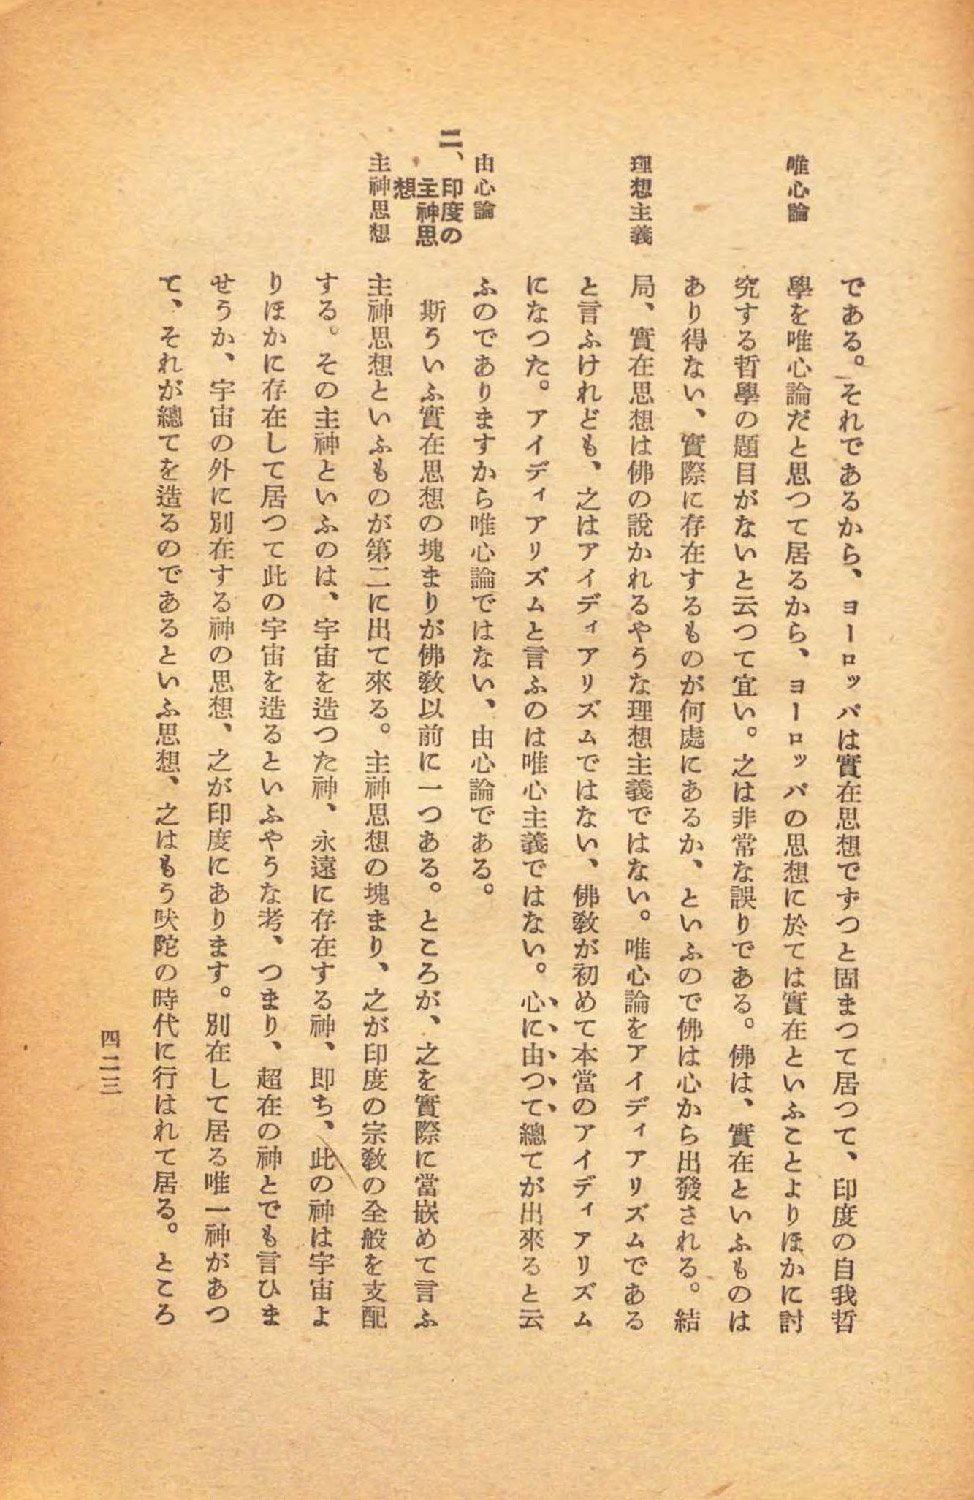 唯心論
理想主義
由心論
二、印度の
主神思
想
主神思想
である。それであるから、ヨーロッパは實在思想でずつと固まつて居つて、印度の自我哲
學を唯心論だと思つて居るから、ヨーロッパの思想に於ては實在といふことよりほかに討
究する哲學の題目がないと云つて宜い。之は非常な誤りである。佛は、實在といふものは
あり得ない、實際に存在するものが何處にあるか、といふので佛は心から出發される。結
局、實在思想は佛の說かれるやうな理想主義ではない。唯心論をアイディアリズムである
と言ふけれども、之はアイディアリズムではない、佛敎が初めて本當のアイディアリズム
になつた。アイディアリズムと言ふのは唯心主義ではない。心に由つて、總てが出來ると云
ふのでありますから唯心論ではない、由心論である。
斯ういふ實在思想の塊まりが佛敎以前に一つある。ところが、之を實際に當嵌めて言ふ
主神思想といふものが第二に出て來る。主神思想の塊まり、之が印度の宗敎の全般を支配
する。その主神といふのは、宇宙を造つた神、永遠に存在する神、即ち、此の神は宇宙よ
りほかに存在して居つて此の宇宙を造るといふやうな考、つまり、超在の神とでも言ひま
せうか、宇宙の外に別在する神の思想、之が印度にあります。別在して居る唯一神があつ
て、それが總てを造るのであるといふ思想、之はもう吠陀の時代に行はれて居る。ところ
四二三